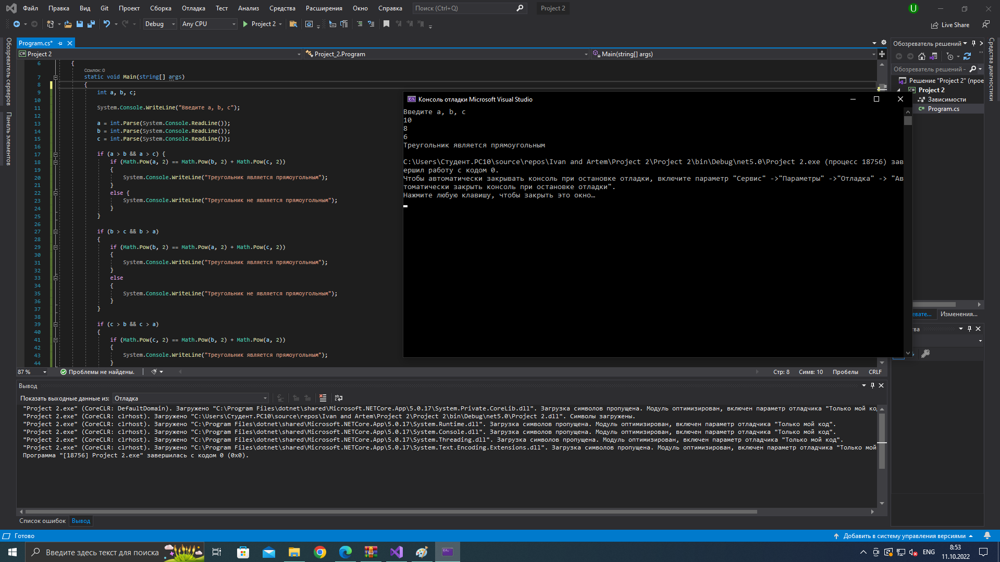 Файл Правка Вид Git Проект Сборка Отладка Тест Анализ Средства Расширения Окно Справка Поиск (Ctrl+Q) Project 2 U
Debug Any CPU Project 2 Live Share
Обозреватель серверов
Панель элементов
Program.cs*
Project 2 Project_2.Program Main(string[] args)
6 {
Ссылок: 0
7 static void Main(string[] args)
8 {
9 int a, b, c;
10
11 System.Console.WriteLine("Введите a, b, c");
12
13 a = int.Parse(System.Console.ReadLine());
14 b = int.Parse(System.Console.ReadLine());
15 c = int.Parse(System.Console.ReadLine());
16
17 if (a > b && a > c) {
18 if (Math.Pow(a, 2) == Math.Pow(b, 2) + Math.Pow(c, 2))
19 {
20 System.Console.WriteLine("Треугольник является прямоугольным");
21 }
22 else {
23 System.Console.WriteLine("Треугольник не является прямоугольным");
24 }
25 }
26
27 if (b > c && b > a)
28 {
29 if (Math.Pow(b, 2) == Math.Pow(a, 2) + Math.Pow(c, 2))
30 {
31 System.Console.WriteLine("Треугольник является прямоугольным");
32 }
33 else
34 {
35 System.Console.WriteLine("Треугольник не является прямоугольным");
36 }
37 }
38
39 if (c > b && c > a)
40 {
41 if (Math.Pow(c, 2) == Math.Pow(b, 2) + Math.Pow(a, 2))
42 {
43 System.Console.WriteLine("Треугольник является прямоугольным");
44 }
87 % Проблемы не найдены. Стр: 8 Симв: 10 Пробелы CRLF
Консоль отладки Microsoft Visual Studio
Введите a, b, c
10
8
6
Треугольник является прямоугольным
C:\Users\Студент.PC10\source\repos\Ivan and Artem\Project 2\Project 2\bin\Debug\net5.0\Project 2.exe (процесс 18756) зав
ершил работу с кодом 0.
Чтобы автоматически закрывать консоль при остановке отладки, включите параметр "Сервис" ->"Параметры" ->"Отладка" -> "Ав
томатически закрыть консоль при остановке отладки".
Нажмите любую клавишу, чтобы закрыть это окно…
Обозреватель решений
Обозреватель решений -
Решение "Project 2" (прое
Project 2
Зависимости
Program.cs
Средства диагностики
евате... Изменения...
тва
Вывод
Показать выходные данные из: Отладка
"Project 2.exe" (CoreCLR: DefaultDomain). Загружено "C:\Program Files\dotnet\shared\Microsoft.NETCore.App\5.0.17\System.Private.CoreLib.dll". Загрузка символов пропущена. Модуль оптимизирован, включен параметр отладчика "Только мой код
"Project 2.exe" (CoreCLR: clrhost). Загружено "C:\Users\Студент.PC10\source\repos\Ivan and Artem\Project 2\Project 2\bin\Debug\net5.0\Project 2.dll". Символы загружены.
"Project 2.exe" (CoreCLR: clrhost). Загружено "C:\Program Files\dotnet\shared\Microsoft.NETCore.App\5.0.17\System.Runtime.dll". Загрузка символов пропущена. Модуль оптимизирован, включен параметр отладчика "Только мой код".
"Project 2.exe" (CoreCLR: clrhost). Загружено "C:\Program Files\dotnet\shared\Microsoft.NETCore.App\5.0.17\System.Console.dll". Загрузка символов пропущена. Модуль оптимизирован, включен параметр отладчика "Только мой код".
"Project 2.exe" (CoreCLR: clrhost). Загружено "C:\Program Files\dotnet\shared\Microsoft.NETCore.App\5.0.17\System.Threading.dll". Загрузка символов пропущена. Модуль оптимизирован, включен параметр отладчика "Только мой код".
"Project 2.exe" (CoreCLR: clrhost). Загружено "C:\Program Files\dotnet\shared\Microsoft.NETCore.App\5.0.17\System.Text.Encoding.Extensions.dll". Загрузка символов пропущена. Модуль оптимизирован, включен параметр отладчика "Только мой
Программа "[18756] Project 2.exe" завершилась с кодом 0 (0x0).
Список ошибок Вывод
Готово Добавить в систему управления версиями
Введите здесь текст для поиска ENG 8:53
11.10.2022